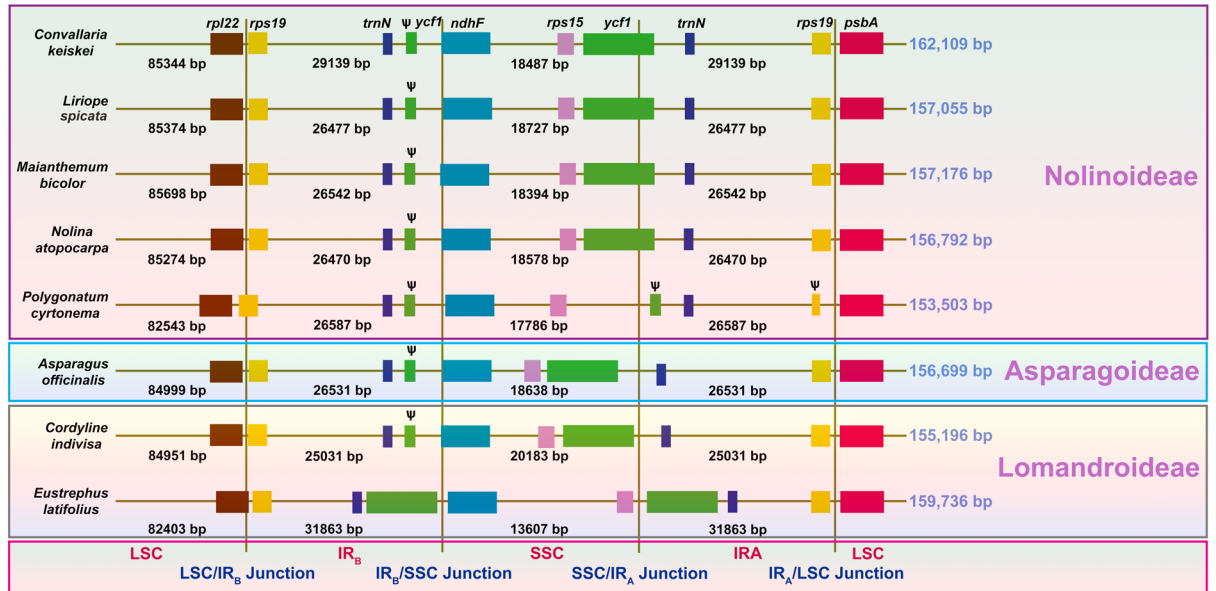 rpl22 rps19 trnN ψ ycf1 ndhF rps15 ycf1 trnN rps19 psbA
Convallaria
keiskei
162,109 bp
85344 bp 29139 bp 18487 bp 29139 bp
ψ
Liriope
spicata
157,055 bp
85374 bp 26477 bp 18727 bp 26477 bp
ψ
Maianthemum
bicolor
157,176 bp
Nolinoideae
85698 bp 26542 bp 18394 bp 26542 bp
ψ
Nolina
atopocarpa
156,792 bp
85274 bp 26470 bp 18578 bp 26470 bp
ψ ψ ψ
Polygonatum
cyrtonema
153,503 bp
82543 bp 26587 bp 17786 bp 26587 bp
ψ
Asparagus
officinalis
156,699 bp
Asparagoideae
84999 bp 26531 bp 18638 bp 26531 bp
ψ
Cordyline
indivisa
155,196 bp
84951 bp 25031 bp 20183 bp 25031 bp
Lomandroideae
Eustrephus
latifolius
159,736 bp
82403 bp 31863 bp 13607 bp 31863 bp
LSC IRB SSC IRA LSC
LSC/IRB Junction IRB/SSC Junction SSC/IRA Junction IRA/LSC Junction